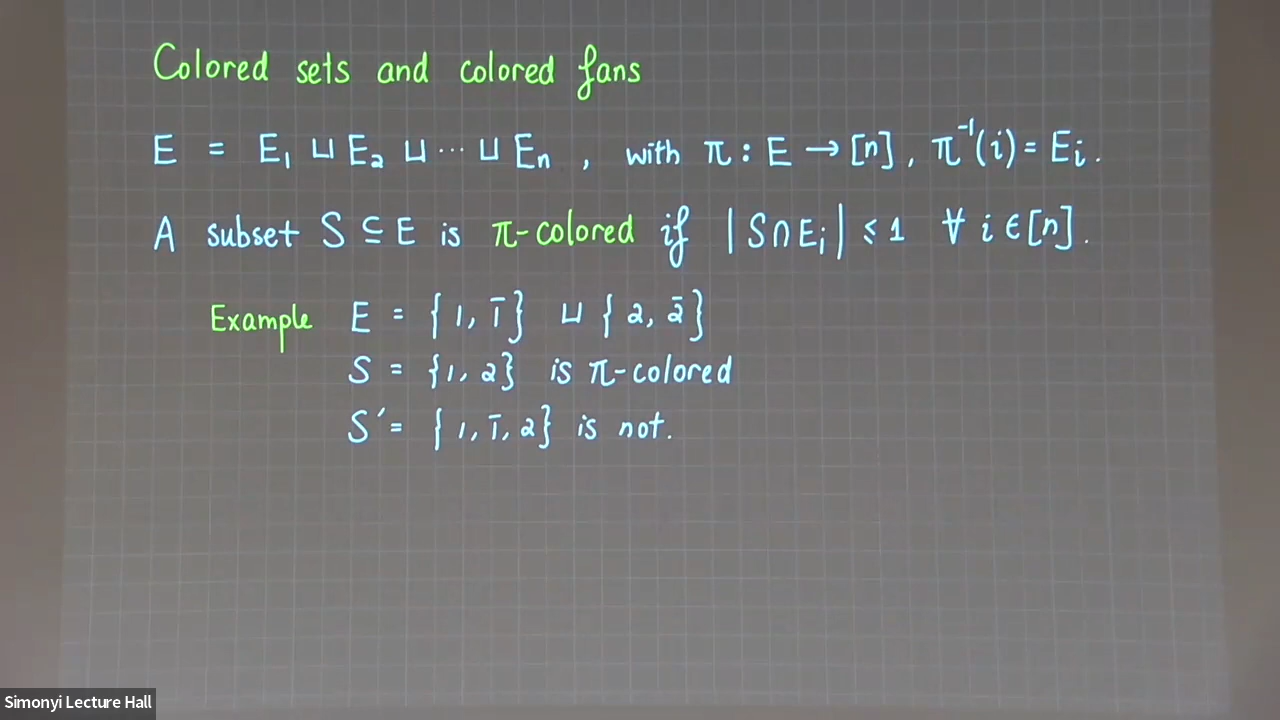 Colored sets and colored fans
E = E₁ ⊔ E₂ ⊔ ··· ⊔ Eₙ , with π : E → [n], π⁻¹(i) = Eᵢ.
A subset S ⊆ E is π-colored if |S ∩ Eᵢ| ≤ 1 ∀ i ∈ [n].
Example E = {1, 1̄} ⊔ {2, 2̄}
S = {1, 2} is π-colored
S′ = {1, 1̄, 2} is not.
Simonyi Lecture Hall